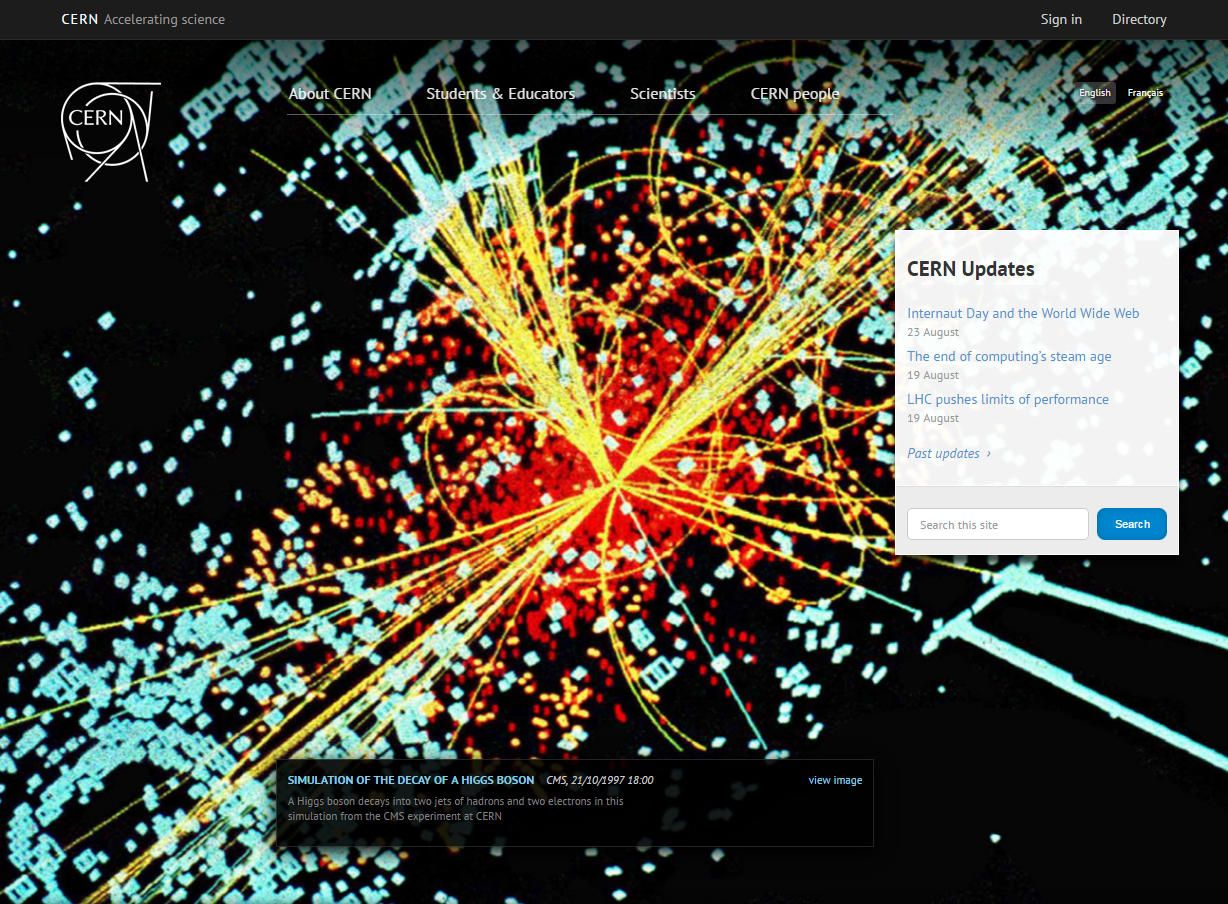 CERN Accelerating science
Sign in
Directory
CERN
About CERN
Students & Educators
Scientists
CERN people
English
Français
CERN Updates
Internaut Day and the World Wide Web
23 August
The end of computing's steam age
19 August
LHC pushes limits of performance
19 August
Past updates ›
Search this site
Search
SIMULATION OF THE DECAY OF A HIGGS BOSON CMS, 21/10/1997 18:00
view image
A Higgs boson decays into two jets of hadrons and two electrons in this
simulation from the CMS experiment at CERN